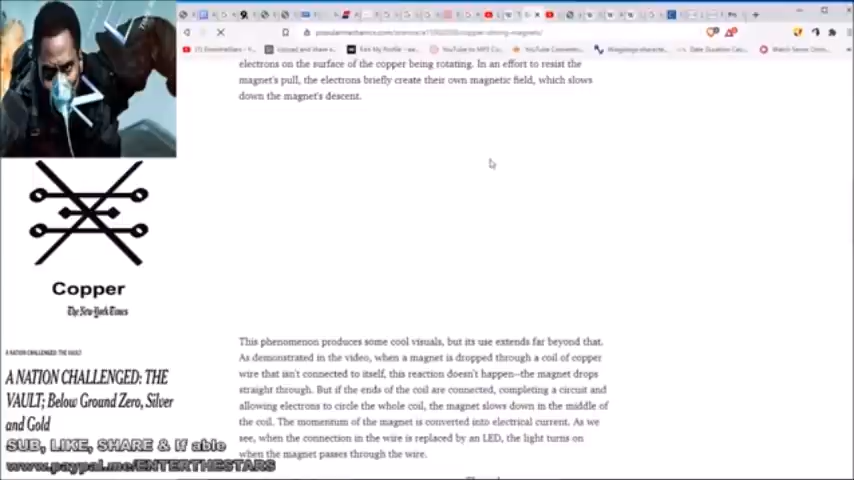 electrons on the surface of the copper being rotating. In an effort to resist the
magnet's pull, the electrons briefly create their own magnetic field, which slows
down the magnet's descent.
This phenomenon produces some cool visuals, but its use extends far beyond that.
As demonstrated in the video, when a magnet is dropped through a coil of copper
wire that isn't connected to itself, this reaction doesn't happen—the magnet drops
straight through. But if the ends of the coil are connected, completing a circuit and
allowing electrons to circle the whole coil, the magnet slows down in the middle of
the coil. The momentum of the magnet is converted into electrical current. As we
see, when the connection in the wire is replaced by an LED, the light turns on
when the magnet passes through the wire.
Copper
The New York Times
A NATION CHALLENGED: THE VAULT
A NATION CHALLENGED: THE
VAULT; Below Ground Zero, Silver
and Gold
SUB, LIKE, SHARE & If able
www.paypal.me/ENTERTHESTARS